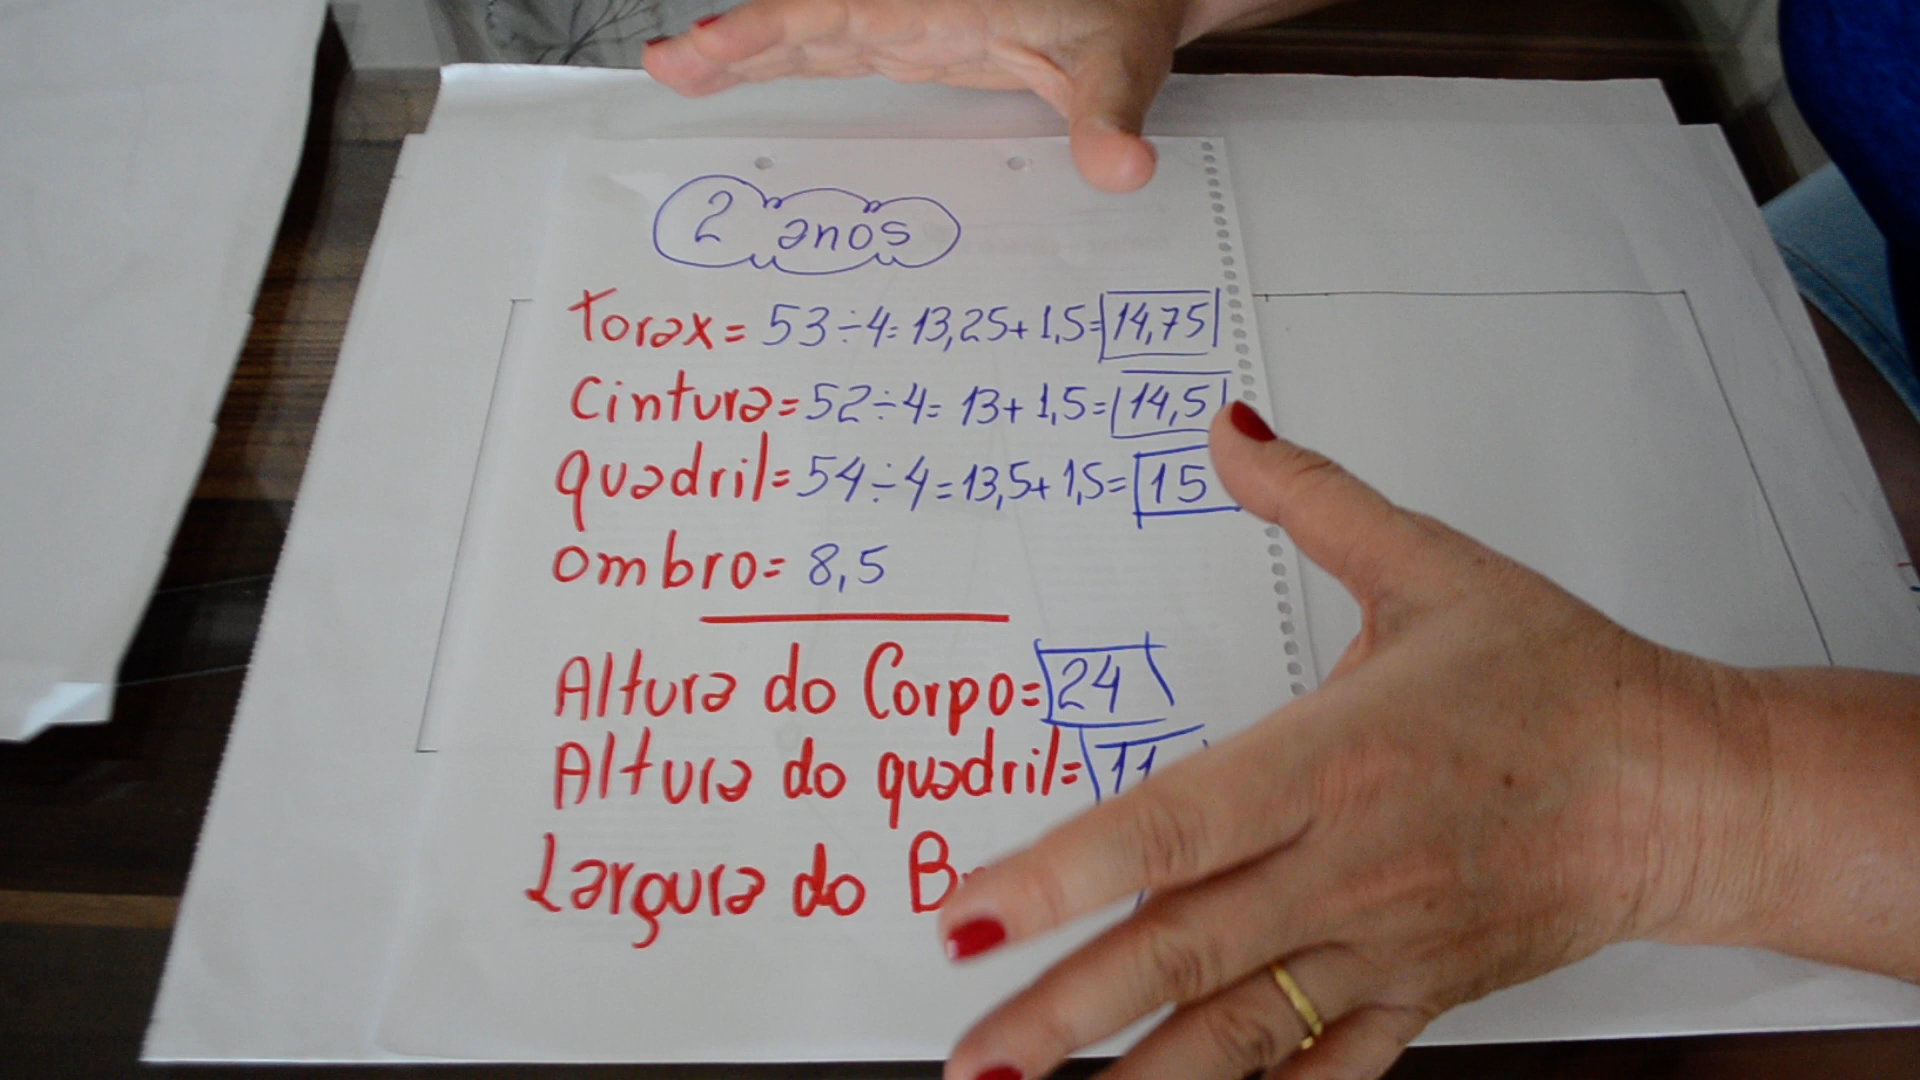 2 anos
Torax= 53÷4= 13,25+1,5= 14,75
Cintura= 52÷4= 13+1,5= 14,5
quadril= 54÷4=13,5+1,5= 15
ombro= 8,5
Altura do Corpo= 24
Altura do quadril= 11
Largura do